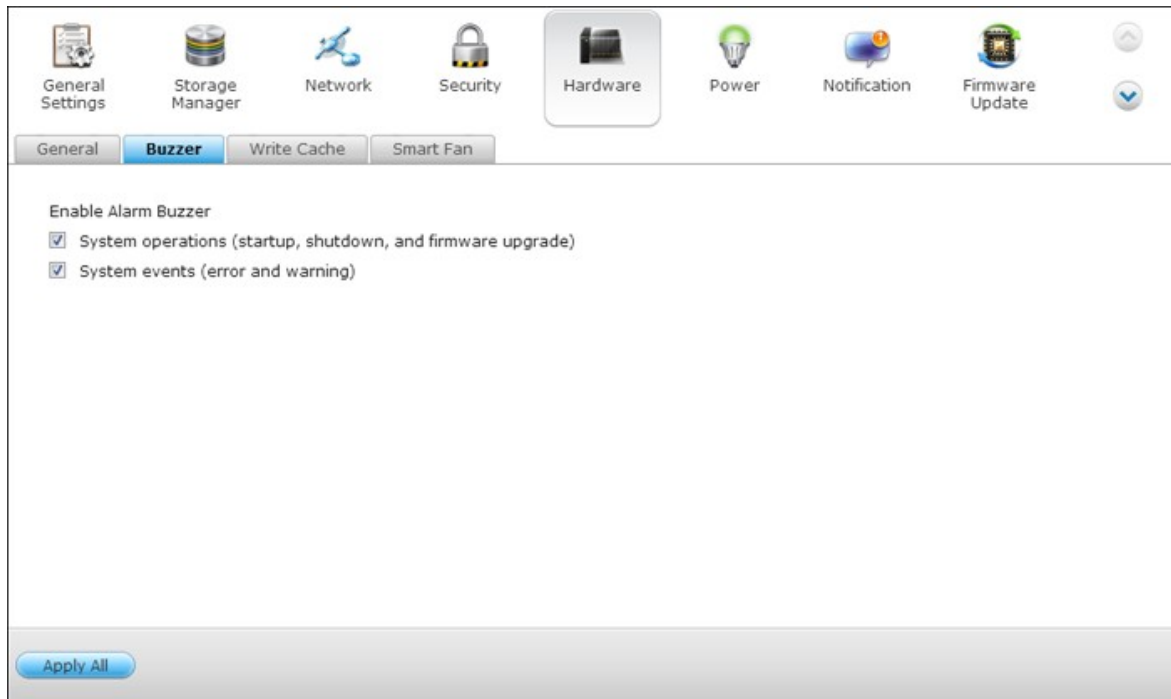 General Settings
Storage Manager
Network
Security
Hardware
Power
Notification
Firmware Update
General
Buzzer
Write Cache
Smart Fan
Enable Alarm Buzzer
System operations (startup, shutdown, and firmware upgrade)
System events (error and warning)
Apply All